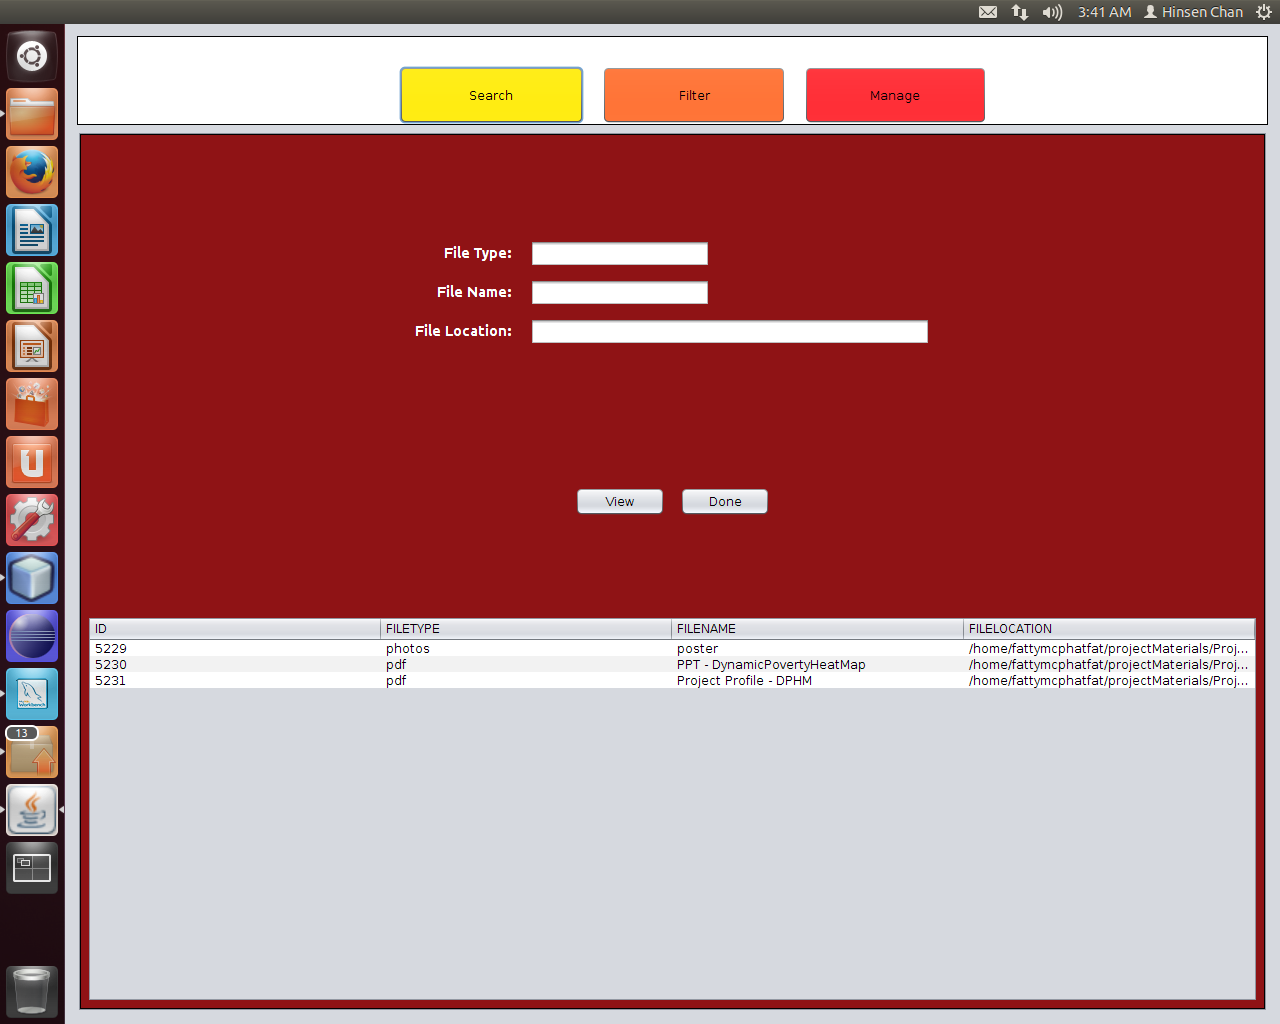 3:41 AM Hinsen Chan
Search Filter Manage
File Type:
File Name:
File Location:
View Done
ID FILETYPE FILENAME FILELOCATION
5229 photos poster /home/fattymcphatfat/projectMaterials/Proj...
5230 pdf PPT - DynamicPovertyHeatMap /home/fattymcphatfat/projectMaterials/Proj...
5231 pdf Project Profile - DPHM /home/fattymcphatfat/projectMaterials/Proj...
Workbench
13